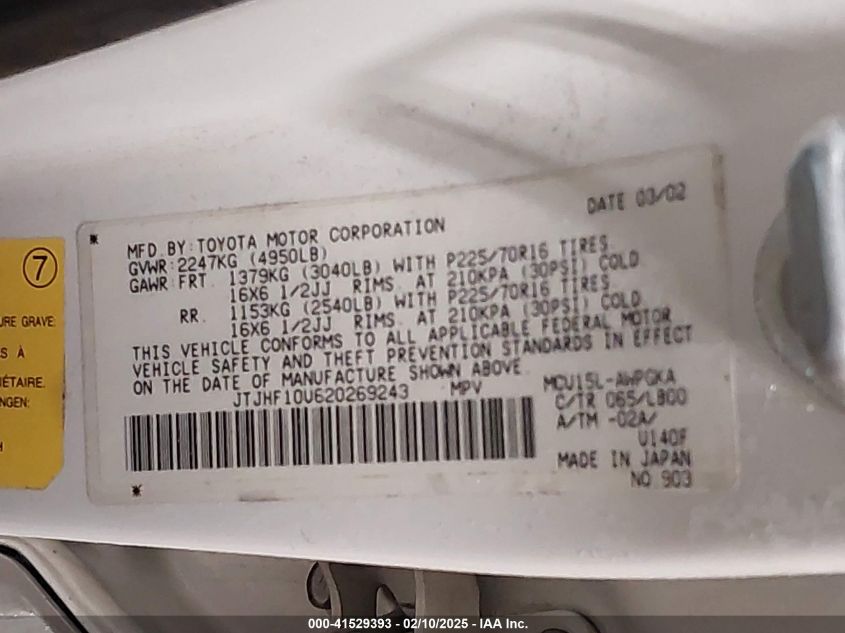 DATE 03/02
MFD. BY: TOYOTA MOTOR CORPORATION
GVWR: 2247KG (4950LB)
GAWR: FRT. 1379KG (3040LB) WITH P225/70R16 TIRES,
16X6 1/2JJ RIMS, AT 210KPA (30PSI) COLD.
RR. 1153KG (2540LB) WITH P225/70R16 TIRES,
16X6 1/2JJ RIMS, AT 210KPA (30PSI) COLD.
THIS VEHICLE CONFORMS TO ALL APPLICABLE FEDERAL MOTOR
VEHICLE SAFETY AND THEFT PREVENTION STANDARDS IN EFFECT
ON THE DATE OF MANUFACTURE SHOWN ABOVE.
JTJHF10U620269243 MPV
MCU15L-AWPGKA
C/TR 065/LB00
A/TM -02A/
U140F
MADE IN JAPAN
NO 903
7
URE GRAVE.
S À
IÉTAIRE.
NGEN:
H
000-41529393 — 02/10/2025 — IAA Inc.